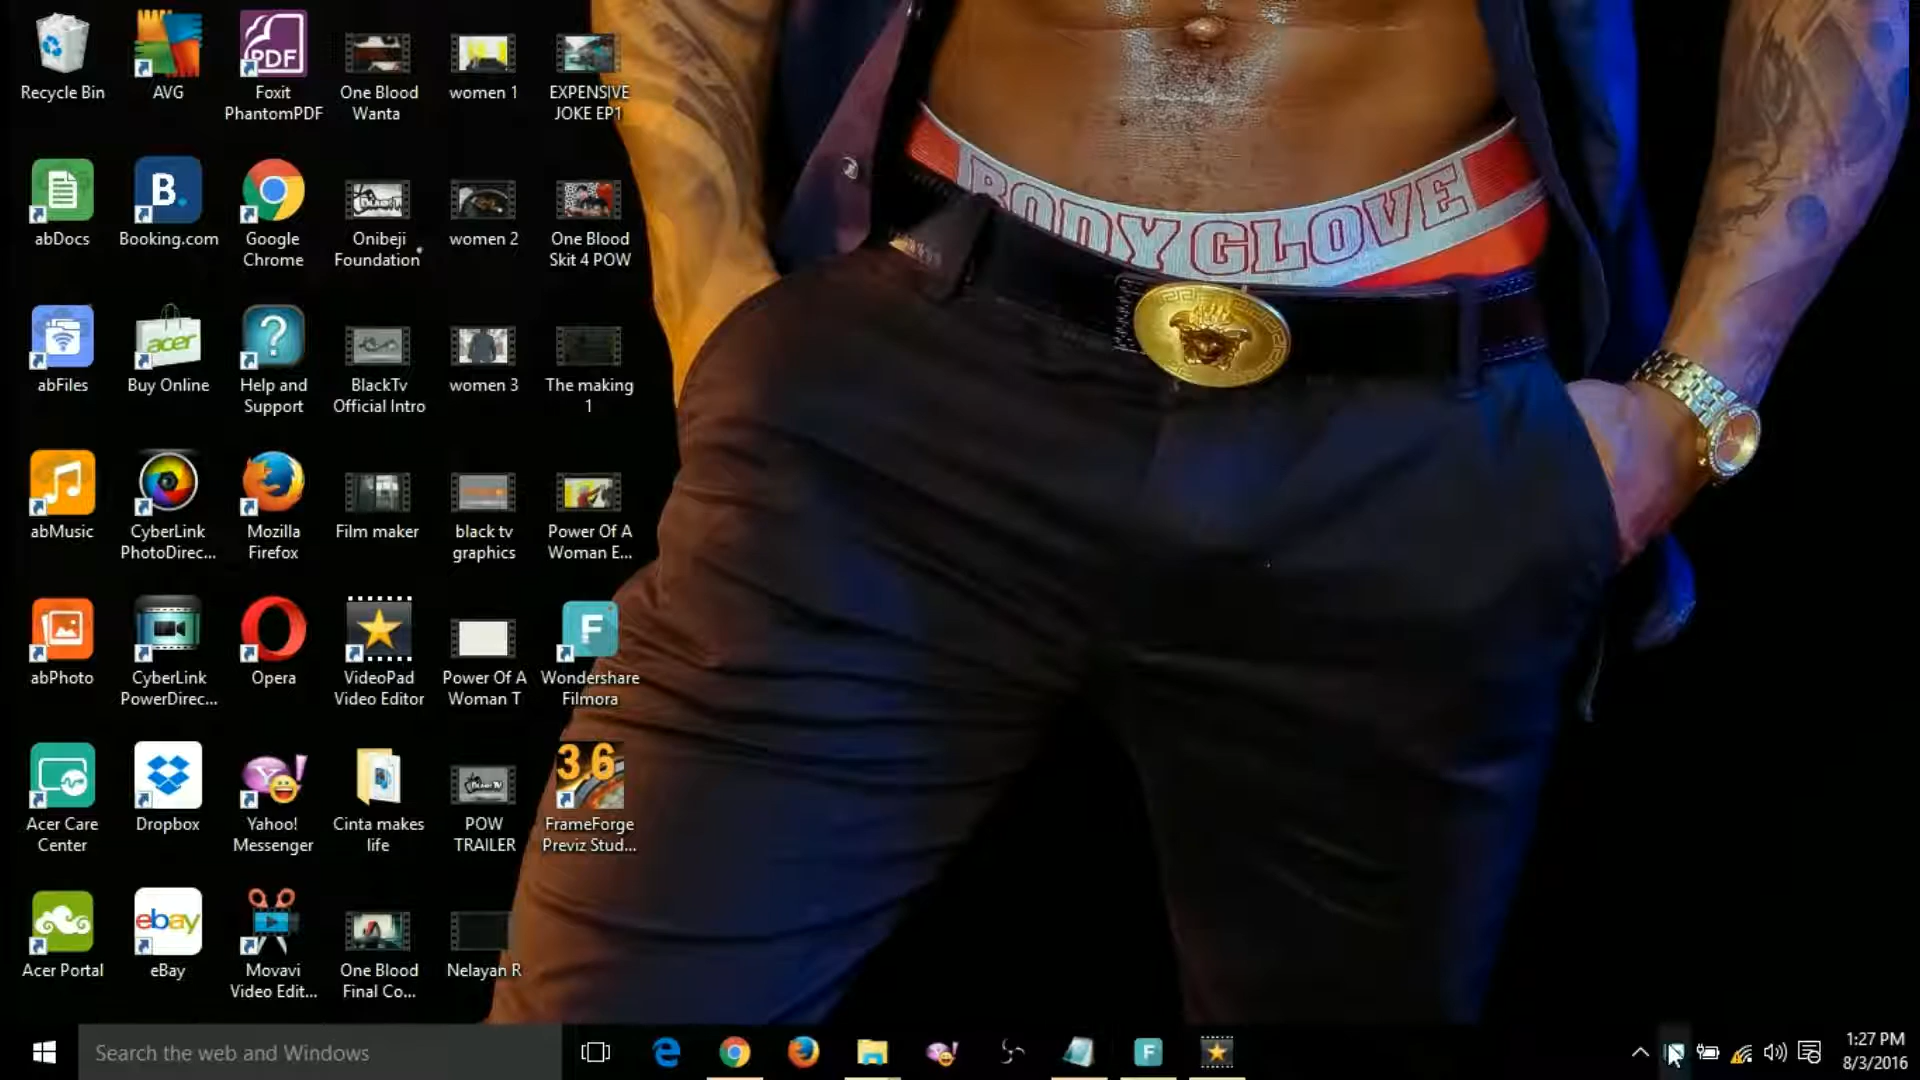 Recycle Bin
AVG
PDF
Foxit
PhantomPDF
One Blood
Wanta
women 1
EXPENSIVE
JOKE EP1
abDocs
B.
Booking.com
Google
Chrome
Onibeji
Foundation
women 2
One Blood
Skit 4 POW
BODY GLOVE
abFiles
acer
Buy Online
?
Help and
Support
BlackTv
Official Intro
women 3
The making
1
abMusic
CyberLink
PhotoDirec...
Mozilla
Firefox
Film maker
black tv
graphics
Power Of A
Woman E...
abPhoto
CyberLink
PowerDirec...
Opera
VideoPad
Video Editor
Power Of A
Woman T
F
Wondershare
Filmora
Acer Care
Center
Dropbox
Y!
Yahoo!
Messenger
Cinta makes
life
POW
TRAILER
3.6
FrameForge
Previz Stud...
Acer Portal
ebay
eBay
Movavi
Video Edit...
One Blood
Final Co...
Nelayan R
Search the web and Windows
F
1:27 PM
8/3/2016